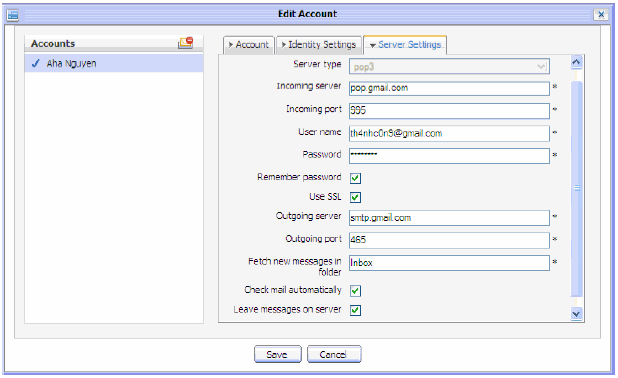 Edit Account
Accounts
Aha Nguyen
Account
Identity Settings
Server Settings
Server type
pop3
*
Incoming server
pop.gmail.com
*
Incoming port
995
*
User name
th4nhc0n9@gmail.com
*
Password
********
*
Remember password
Use SSL
Outgoing server
smtp.gmail.com
*
Outgoing port
465
*
Fetch new messages in
folder
Inbox
*
Check mail automatically
Leave messages on server
Save
Cancel